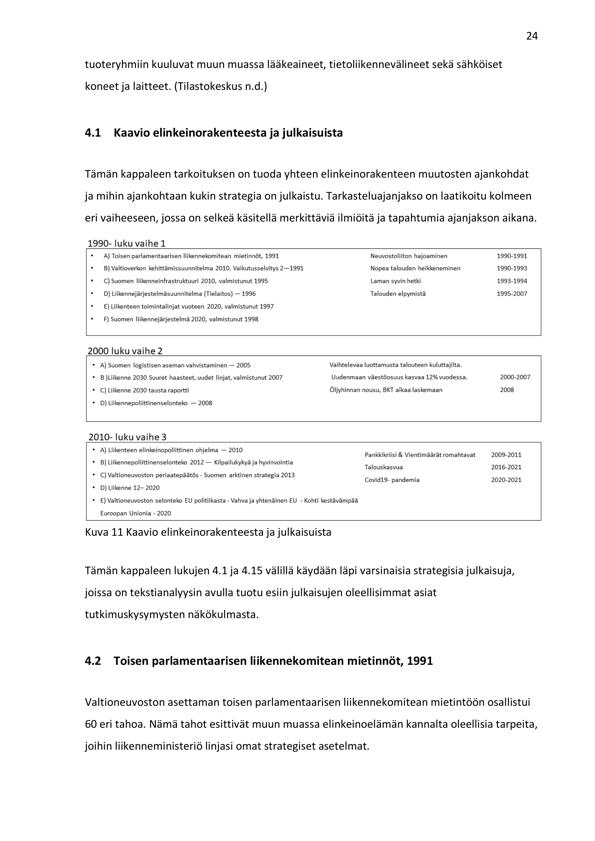 24
tuoteryhmiin kuuluvat muun muassa lääkeaineet, tietoliikennevälineet sekä sähköiset
koneet ja laitteet. (Tilastokeskus n.d.)
4.1 Kaavio elinkeinorakenteesta ja julkaisuista
Tämän kappaleen tarkoituksen on tuoda yhteen elinkeinorakenteen muutosten ajankohdat
ja mihin ajankohtaan kukin strategia on julkaistu. Tarkasteluajanjakso on laatikoitu kolmeen
eri vaiheeseen, jossa on selkeä käsitellä merkittäviä ilmiöitä ja tapahtumia ajanjakson aikana.
1990- luku vaihe 1
• A) Toisen parlamentaarisen liikennekomitean mietinnöt, 1991 Neuvostoliiton hajoaminen 1990-1991
• B) Valtioverkon kehittämissuunnitelma 2010. Vaikutusselvitys 2—1991 Nopea talouden heikkeneminen 1990-1993
• C) Suomen liikenneinfrastruktuuri 2010, valmistunut 1995 Laman syvin hetki 1993-1994
• D) Liikennejärjestelmäsuunnitelma (Tielaitos) — 1996 Talouden elpymistä 1995-2007
• E) Liikenteen toimintalinjat vuoteen 2020, valmistunut 1997
• F) Suomen liikennejärjestelmä 2020, valmistunut 1998
2000 luku vaihe 2
• A) Suomen logistisen aseman vahvistaminen — 2005 Vaihtelevaa luottamusta talouteen kuluttajilta.
• B )Liikenne 2030 Suuret haasteet, uudet linjat, valmistunut 2007 Uudenmaan väestöosuus kasvaa 12% vuodessa. 2000-2007
• C) Liikenne 2030 tausta raportti Öljyhinnan nousu, BKT alkaa laskemaan 2008
• D) Liikennepoliittinenselonteko — 2008
2010- luku vaihe 3
• A) Liikenteen elinkeinopoliittinen ohjelma — 2010 Pankkikriisi & Vientimäärät romahtavat 2009-2011
• B) Liikennepoliittinenselonteko 2012 — Kilpailukykyä ja hyvinvointia Talouskasvua 2016-2021
• C) Valtioneuvoston periaatepäätös - Suomen arktinen strategia 2013 Covid19- pandemia 2020-2021
• D) Liikenne 12– 2020
• E) Valtioneuvoston selonteko EU politiikasta - Vahva ja yhtenäinen EU - Kohti kestävämpää
Euroopan Unionia - 2020
Kuva 11 Kaavio elinkeinorakenteesta ja julkaisuista
Tämän kappaleen lukujen 4.1 ja 4.15 välillä käydään läpi varsinaisia strategisia julkaisuja,
joissa on tekstianalyysin avulla tuotu esiin julkaisujen oleellisimmat asiat
tutkimuskysymysten näkökulmasta.
4.2 Toisen parlamentaarisen liikennekomitean mietinnöt, 1991
Valtioneuvoston asettaman toisen parlamentaarisen liikennekomitean mietintöön osallistui
60 eri tahoa. Nämä tahot esittivät muun muassa elinkeinoelämän kannalta oleellisia tarpeita,
joihin liikenneministeriö linjasi omat strategiset asetelmat.